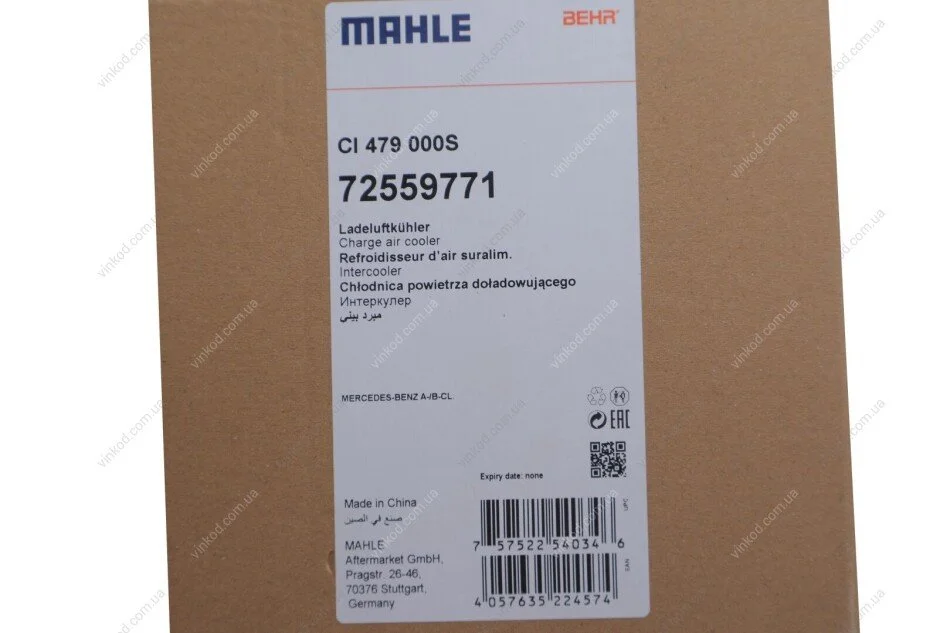 MAHLE
BEHR
CI 479 000S
72559771
Ladeluftkühler
Charge air cooler
Refroidisseur d'air suralim.
Intercooler
Chłodnica powietrza doładowującego
Интеркулер
مبرد بيني
MERCEDES-BENZ A-/B-CL
EAC
Expiry date: none
Made in China
صنع في الصين
UPC
7 57522 54034 6
MAHLE
Aftermarket GmbH,
Pragstr. 26-46,
70376 Stuttgart,
Germany
EAN
4 057635 224574
vinkod.com.ua